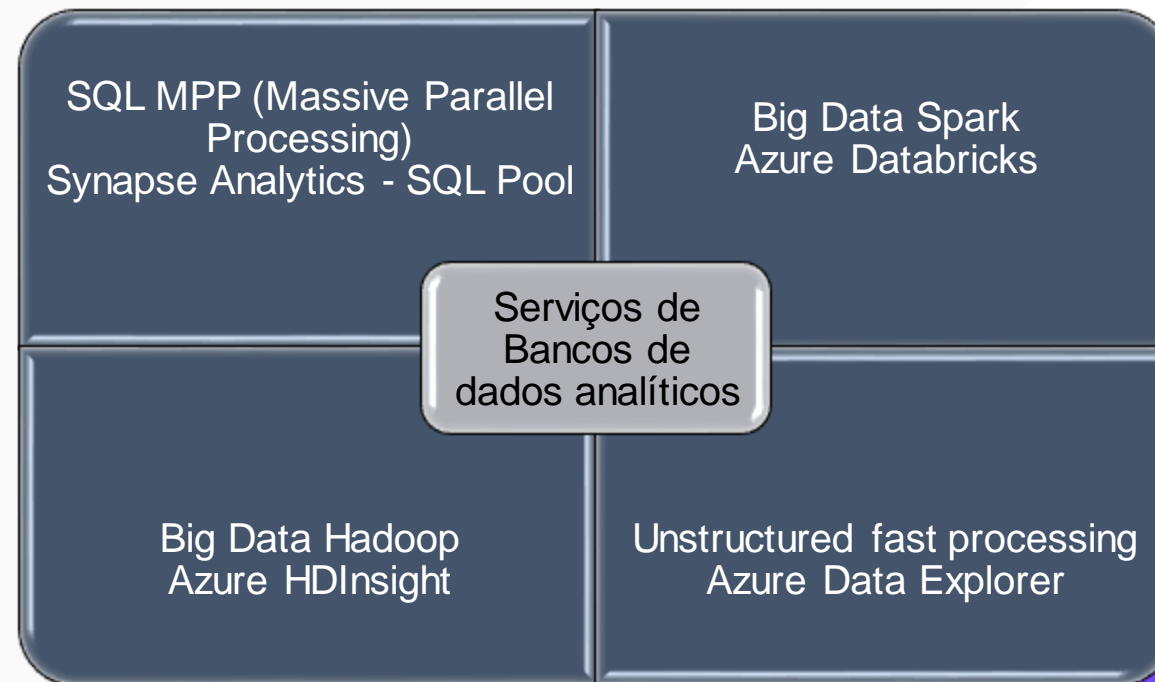 SQL MPP (Massive Parallel
Processing)
Synapse Analytics - SQL Pool
Big Data Spark
Azure Databricks
Serviços de
Bancos de
dados analíticos
Big Data Hadoop
Azure HDInsight
Unstructured fast processing
Azure Data Explorer